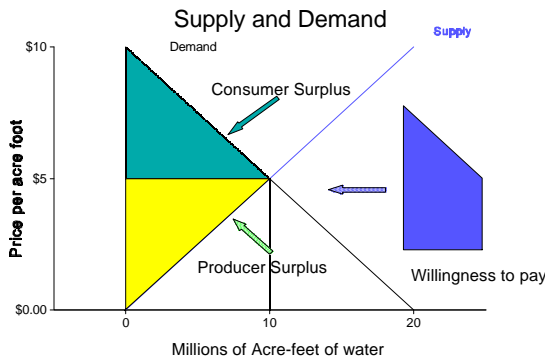 Supply and Demand
$10
Demand
Supply
Consumer Surplus
Price per acre foot
$5
Producer Surplus
Willingness to pay
$0.00
0
10
20
Millions of Acre-feet of water